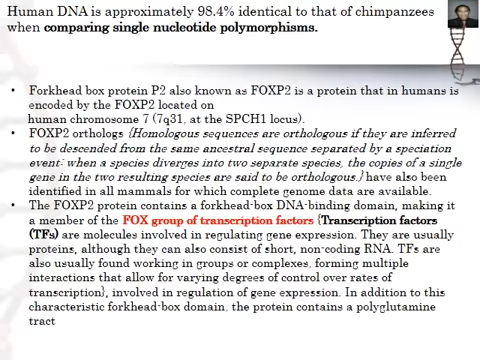 Human DNA is approximately 98.4% identical to that of chimpanzees
when comparing single nucleotide polymorphisms.
• Forkhead box protein P2 also known as FOXP2 is a protein that in humans is
encoded by the FOXP2 located on
human chromosome 7 (7q31, at the SPCH1 locus).
• FOXP2 orthologs {Homologous sequences are orthologous if they are inferred
to be descended from the same ancestral sequence separated by a speciation
event: when a species diverges into two separate species, the copies of a single
gene in the two resulting species are said to be orthologous.} have also been
identified in all mammals for which complete genome data are available.
• The FOXP2 protein contains a forkhead-box DNA-binding domain, making it
a member of the FOX group of transcription factors {Transcription factors
(TFs) are molecules involved in regulating gene expression. They are usually
proteins, although they can also consist of short, non-coding RNA. TFs are
also usually found working in groups or complexes, forming multiple
interactions that allow for varying degrees of control over rates of
transcription}, involved in regulation of gene expression. In addition to this
characteristic forkhead-box domain, the protein contains a polyglutamine
tract